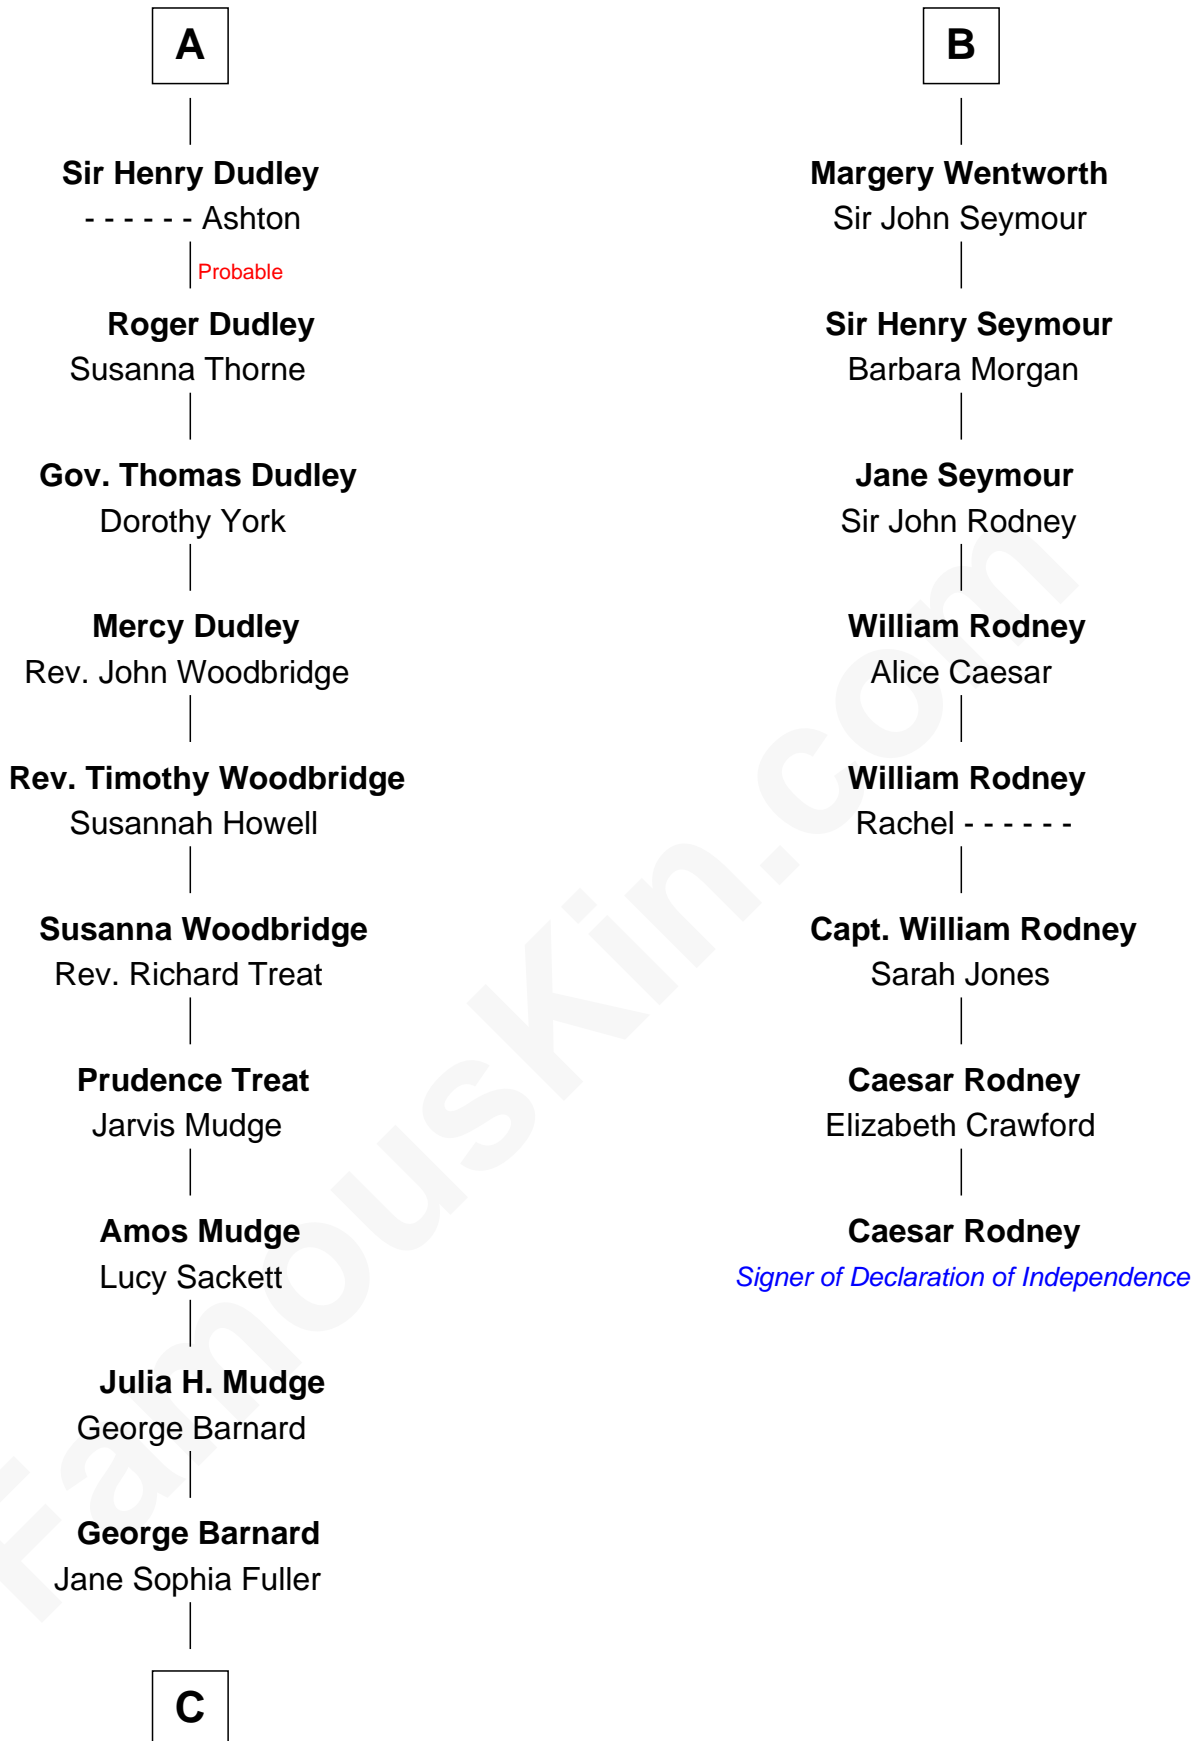 A
Sir Henry Dudley
- - - - - - Ashton
Probable
Roger Dudley
Susanna Thorne
Gov. Thomas Dudley
Dorothy York
Mercy Dudley
Rev. John Woodbridge
Rev. Timothy Woodbridge
Susannah Howell
Susanna Woodbridge
Rev. Richard Treat
Prudence Treat
Jarvis Mudge
Amos Mudge
Lucy Sackett
Julia H. Mudge
George Barnard
George Barnard
Jane Sophia Fuller
C
B
Margery Wentworth
Sir John Seymour
Sir Henry Seymour
Barbara Morgan
Jane Seymour
Sir John Rodney
William Rodney
Alice Caesar
William Rodney
Rachel - - - - - -
Capt. William Rodney
Sarah Jones
Caesar Rodney
Elizabeth Crawford
Caesar Rodney
Signer of Declaration of Independence
FamousKin.com